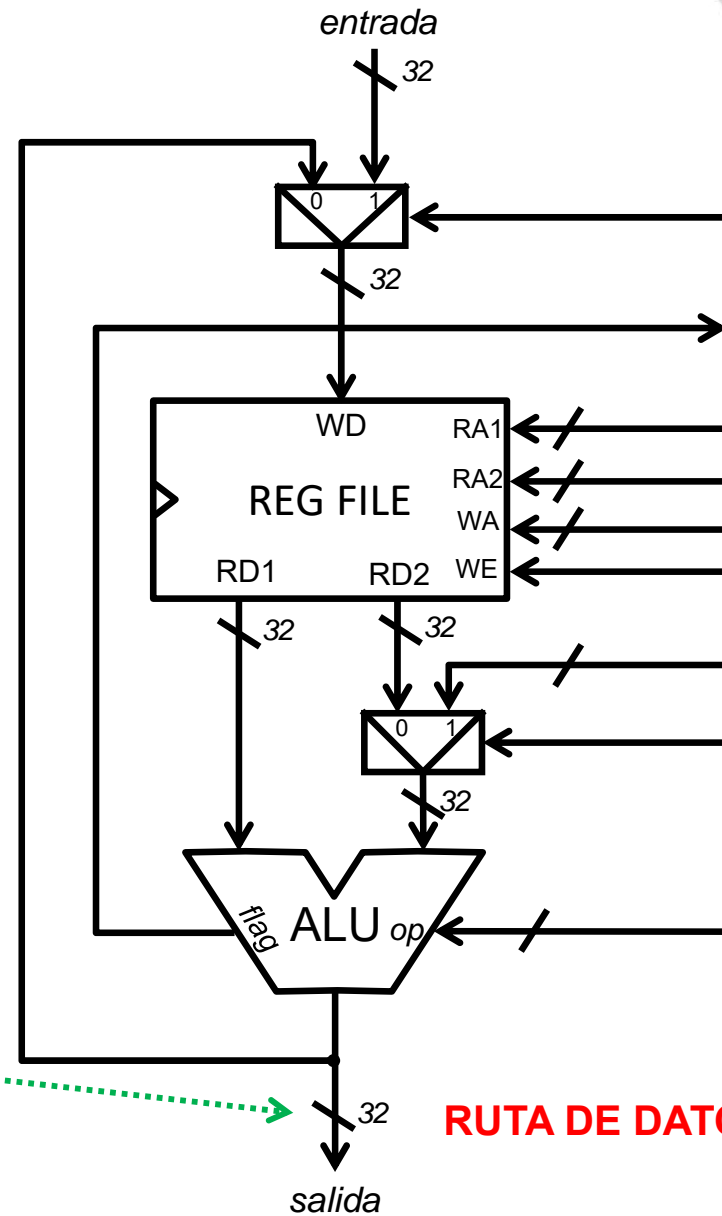 entrada
32
0 1
32
WD
RA1
REG FILE
RA2
WA
RD1
RD2
WE
32
32
0 1
32
flag
ALU
op
32
RUTA DE DATO
salida